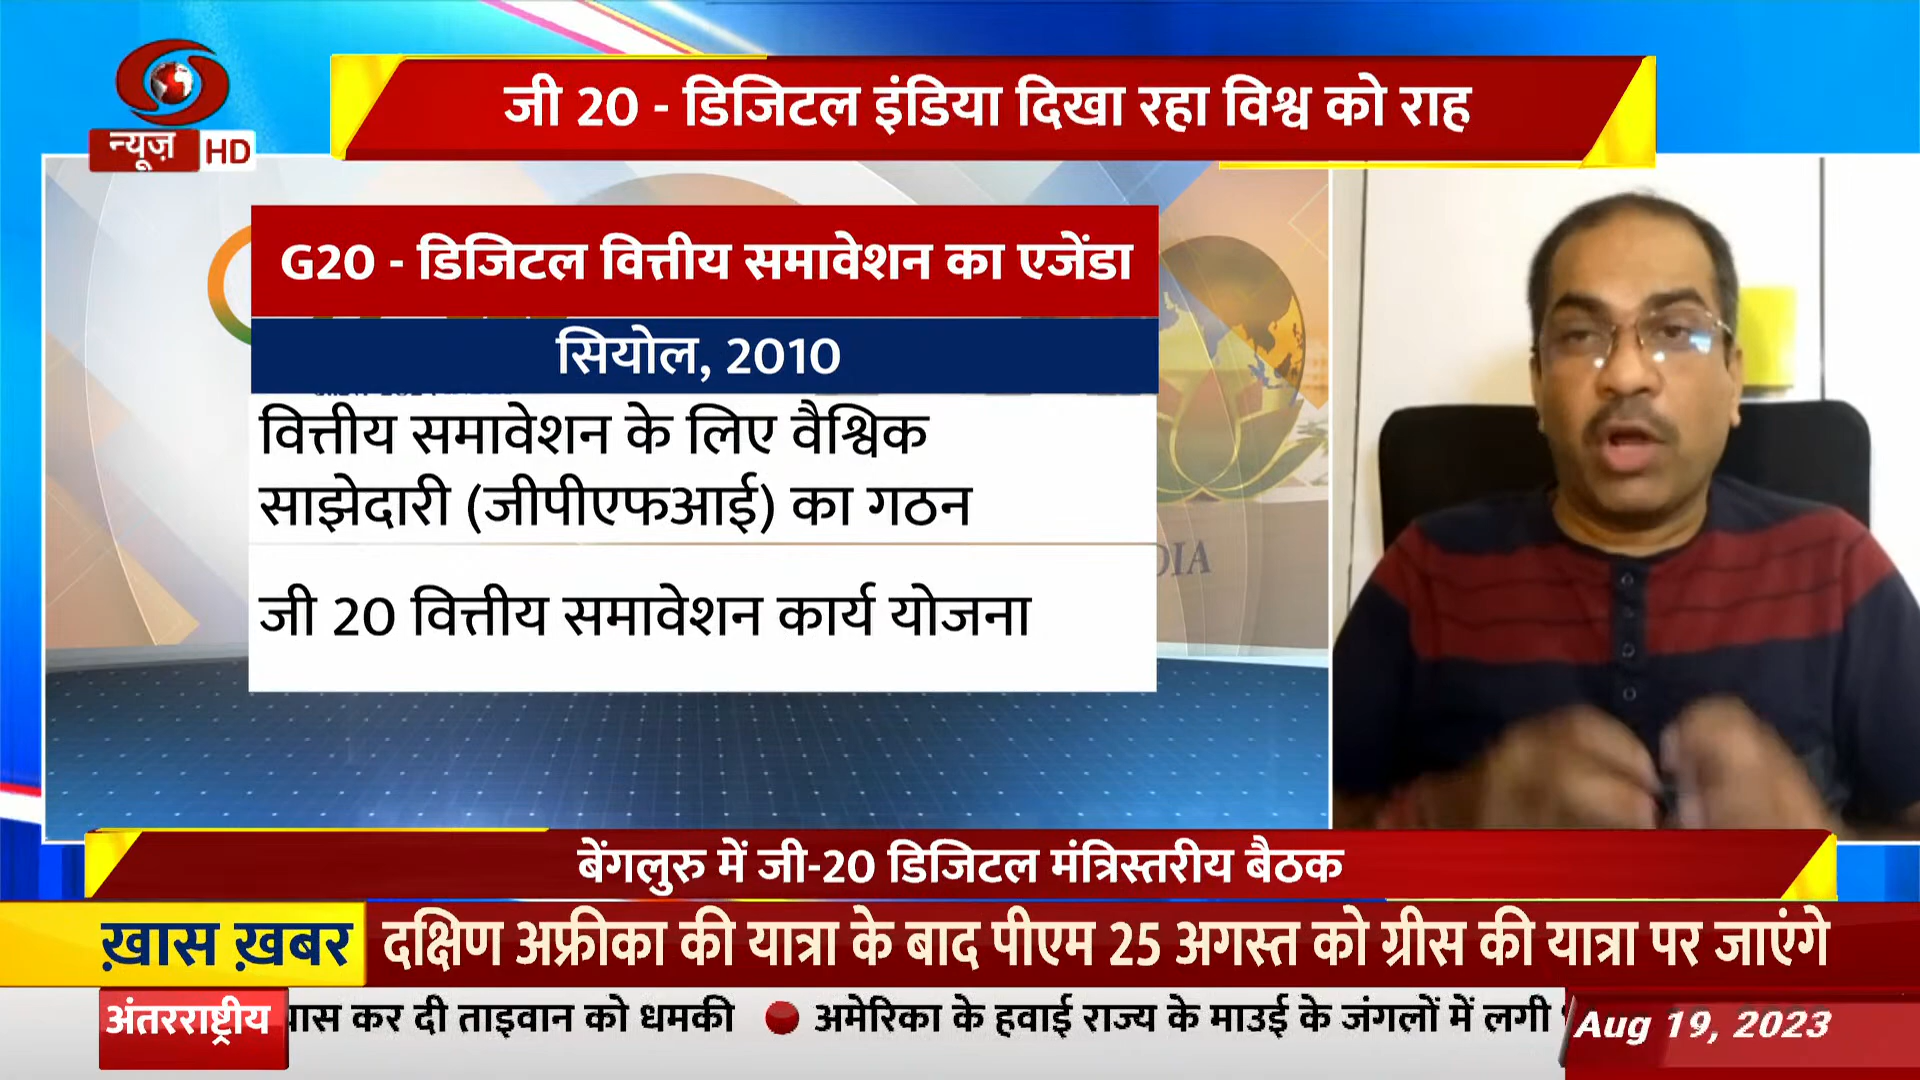 न्यूज़ HD
जी 20 - डिजिटल इंडिया दिखा रहा विश्व को राह
G20 - डिजिटल वित्तीय समावेशन का एजेंडा
सियोल, 2010
वित्तीय समावेशन के लिए वैश्विक
साझेदारी (जीपीएफआई) का गठन
जी 20 वित्तीय समावेशन कार्य योजना
बेंगलुरु में जी-20 डिजिटल मंत्रिस्तरीय बैठक
ख़ास ख़बर दक्षिण अफ्रीका की यात्रा के बाद पीएम 25 अगस्त को ग्रीस की यात्रा पर जाएंगे
अंतरराष्ट्रीय कर दी ताइवान को धमकी अमेरिका के हवाई राज्य के माउई के जंगलों में लगी Aug 19, 2023